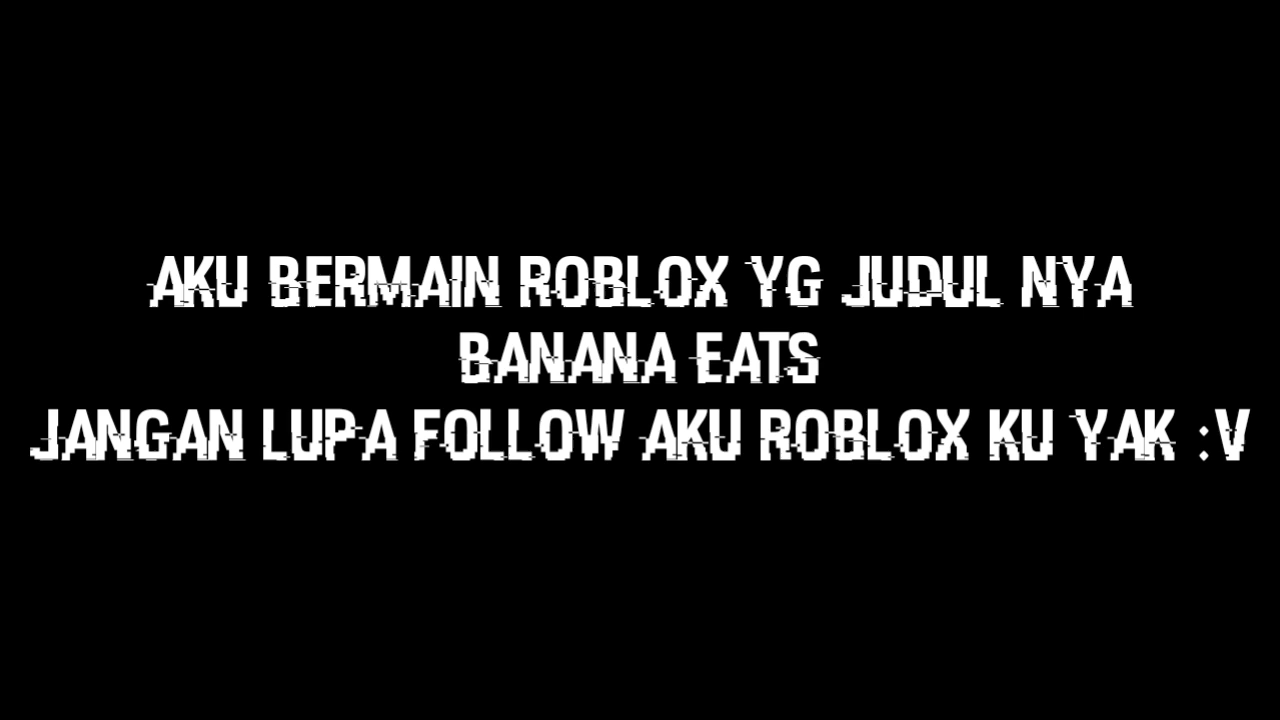 AKU BERMAIN ROBLOX YG JUDUL NYA
BANANA EATS
JANGAN LUPA FOLLOW AKU ROBLOX KU YAK :V